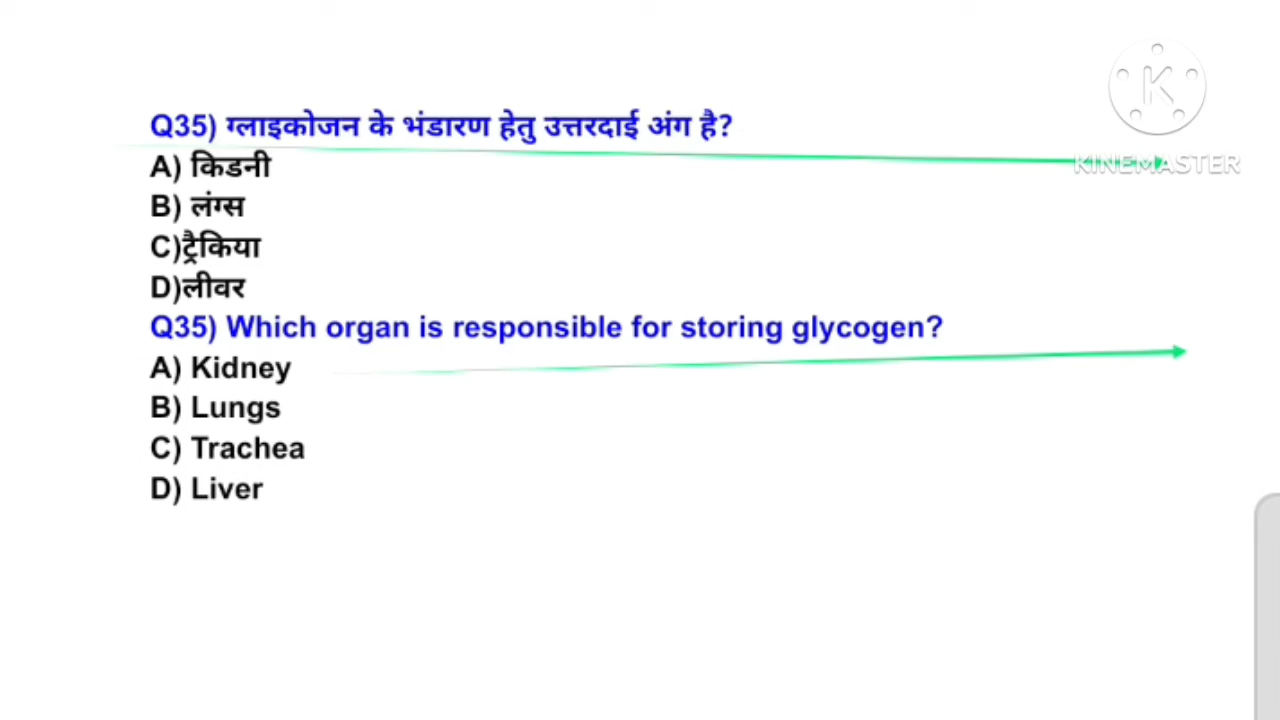 Q35) ग्लाइकोजन के भंडारण हेतु उत्तरदाई अंग है?
A) किडनी
B) लंग्स
C)ट्रैकिया
D)लीवर
Q35) Which organ is responsible for storing glycogen?
A) Kidney
B) Lungs
C) Trachea
D) Liver
K
KINEMASTER